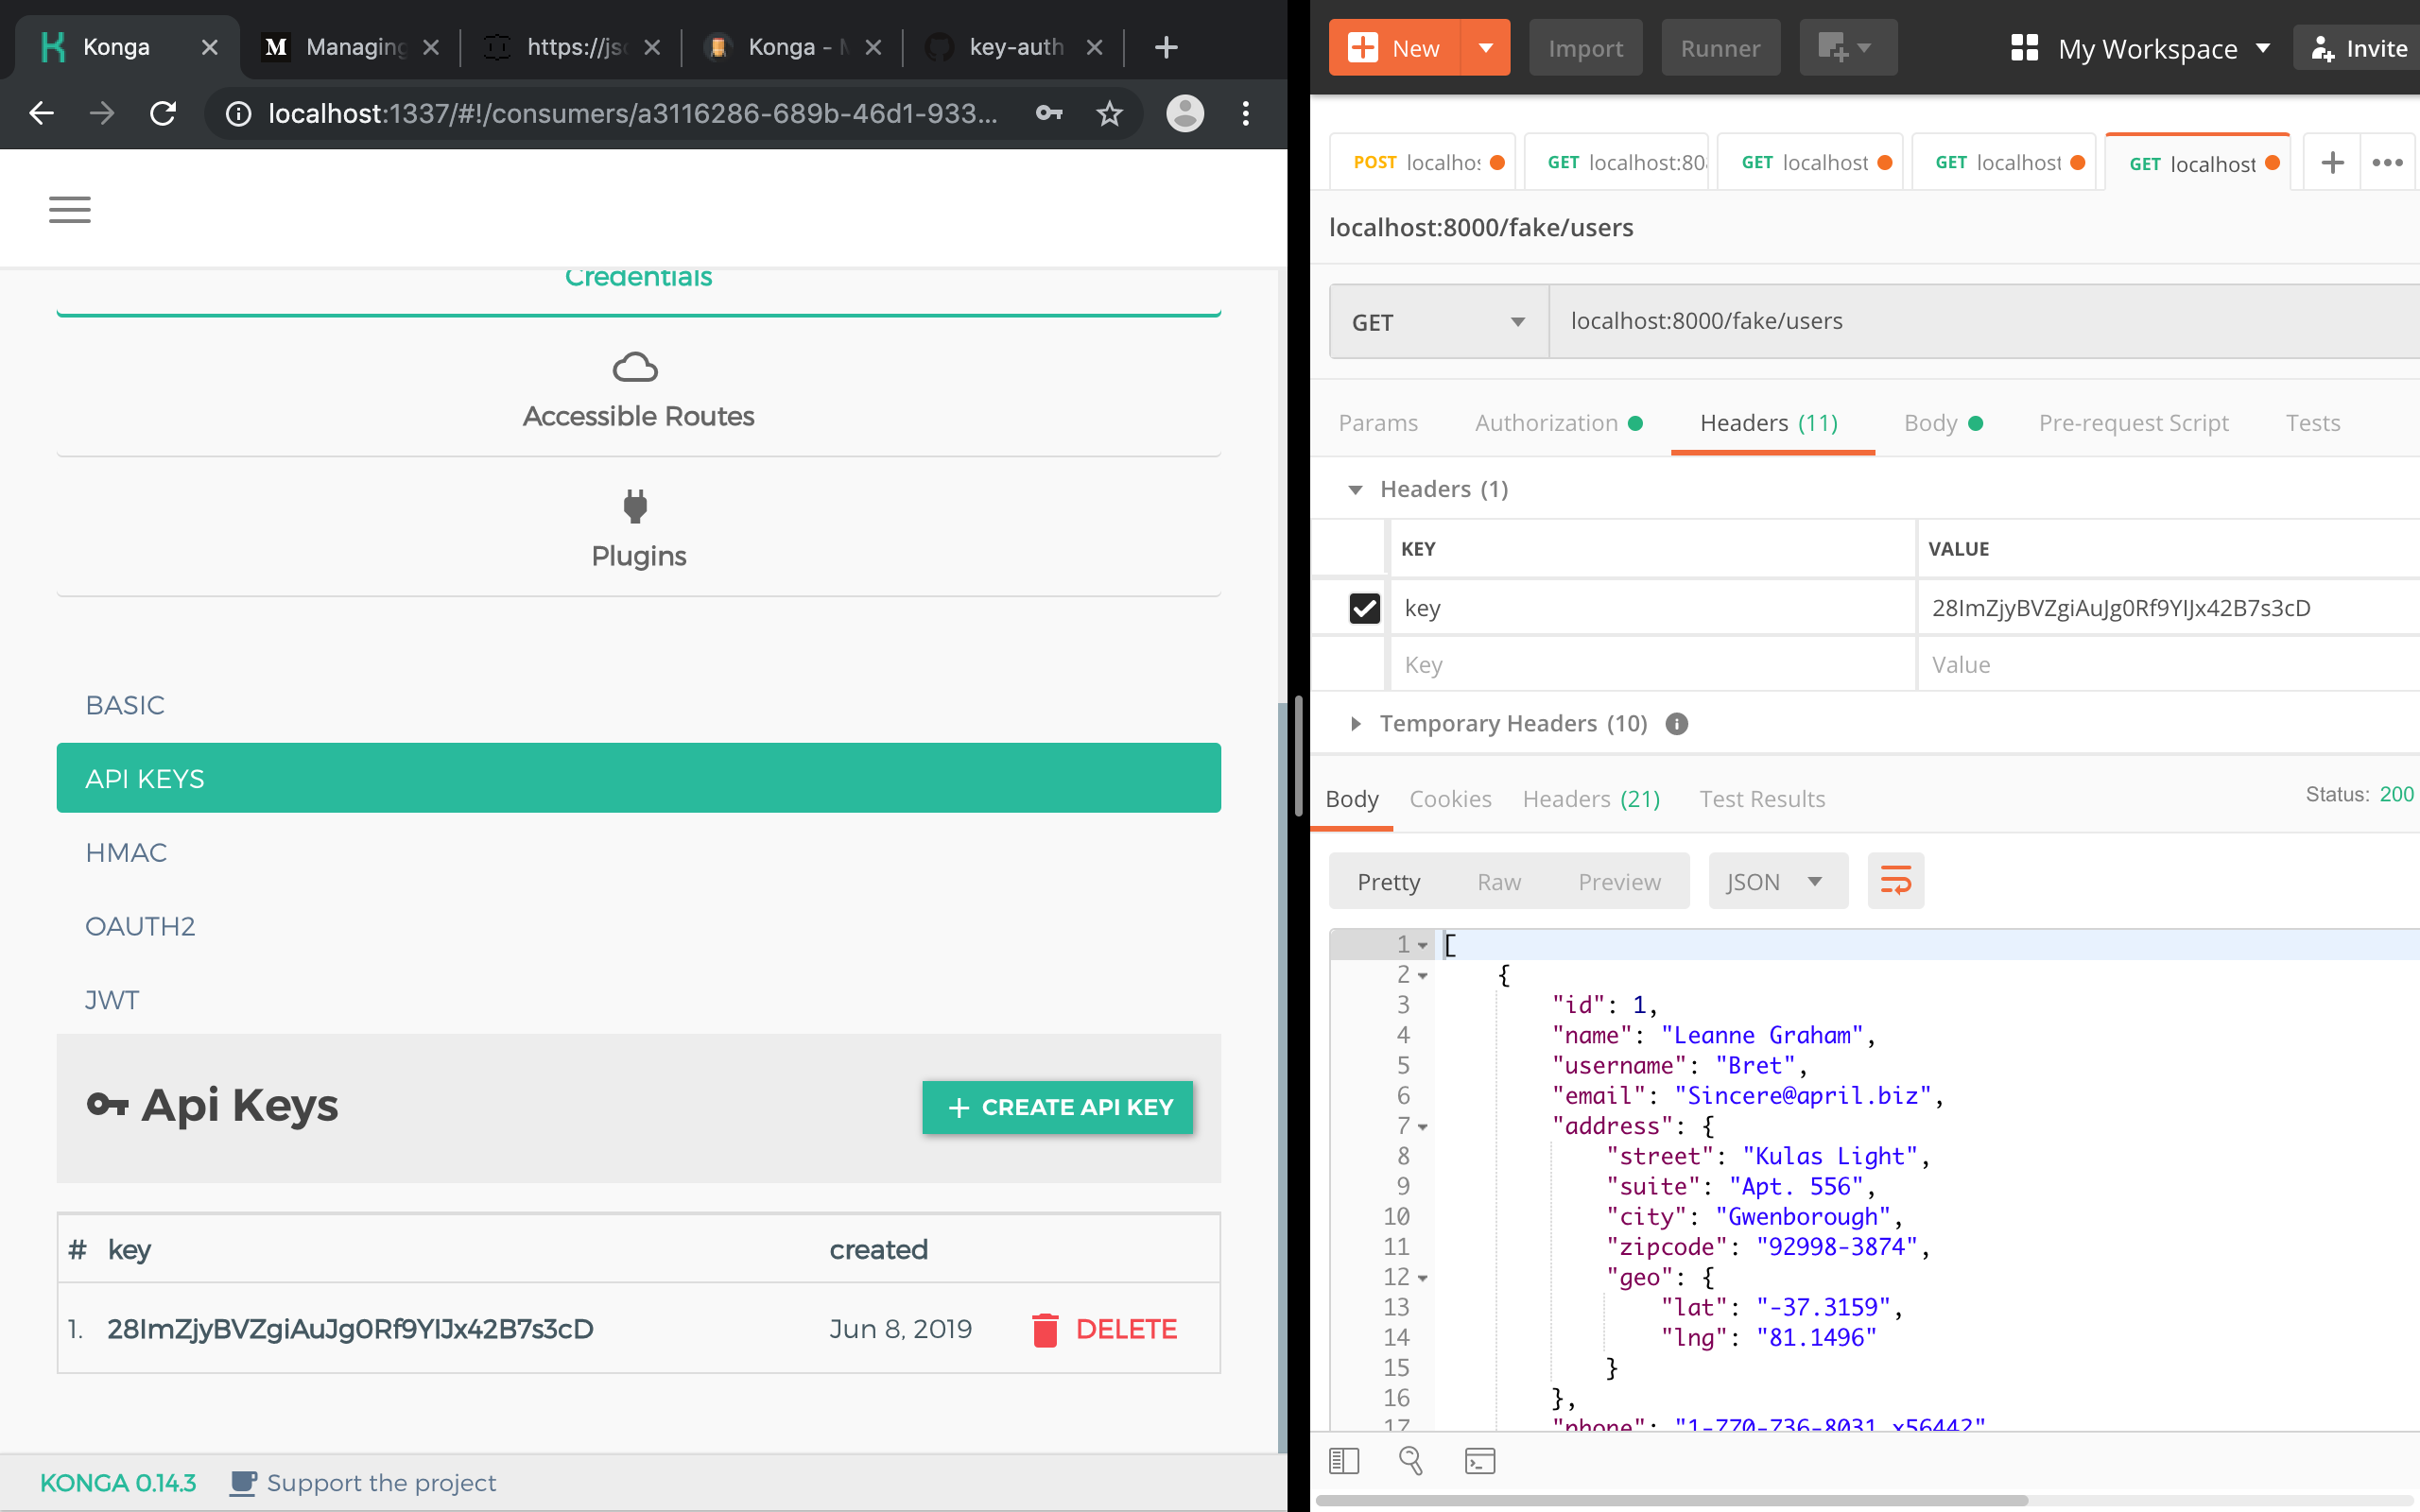 Konga
Managing
https://jso
Konga - M
key-auth
localhost:1337/#!/consumers/a3116286-689b-46d1-933...
Credentials
Accessible Routes
Plugins
BASIC
API KEYS
HMAC
OAUTH2
JWT
Api Keys
CREATE API KEY
# key created
1. 28ImZjyBVZgiAuJg0Rf9YIJx42B7s3cD Jun 8, 2019 DELETE
KONGA 0.14.3 Support the project
New Import Runner My Workspace Invite
POST localhos GET localhost:80 GET localhost GET localhost GET localhost
localhost:8000/fake/users
GET localhost:8000/fake/users
Params Authorization Headers (11) Body Pre-request Script Tests
Headers (1)
KEY VALUE
key 28ImZjyBVZgiAuJg0Rf9YIJx42B7s3cD
Key Value
Temporary Headers (10)
Body Cookies Headers (21) Test Results Status: 200
Pretty Raw Preview JSON
1 [
2 {
3 "id": 1,
4 "name": "Leanne Graham",
5 "username": "Bret",
6 "email": "Sincere@april.biz",
7 "address": {
8 "street": "Kulas Light",
9 "suite": "Apt. 556",
10 "city": "Gwenborough",
11 "zipcode": "92998-3874",
12 "geo": {
13 "lat": "-37.3159",
14 "lng": "81.1496"
15 }
16 },
17 "phone": "1-770-736-8031 x56442"